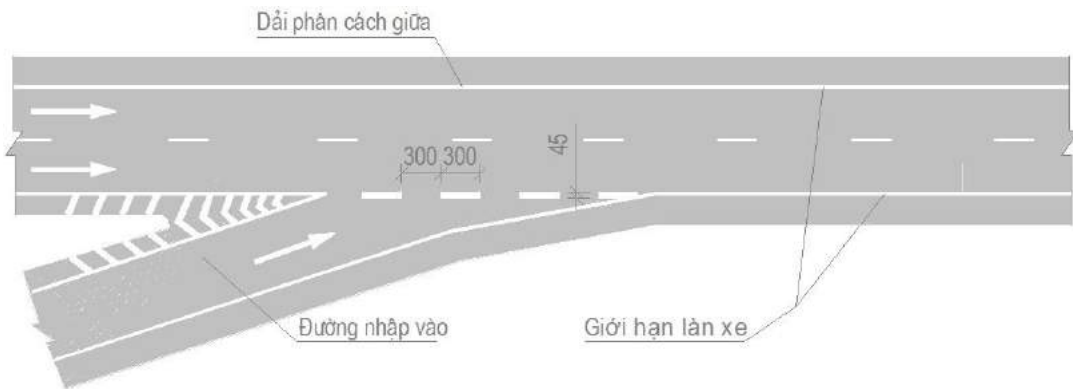 Dải phân cách giữa
300 300
45
Đường nhập vào
Giới hạn làn xe